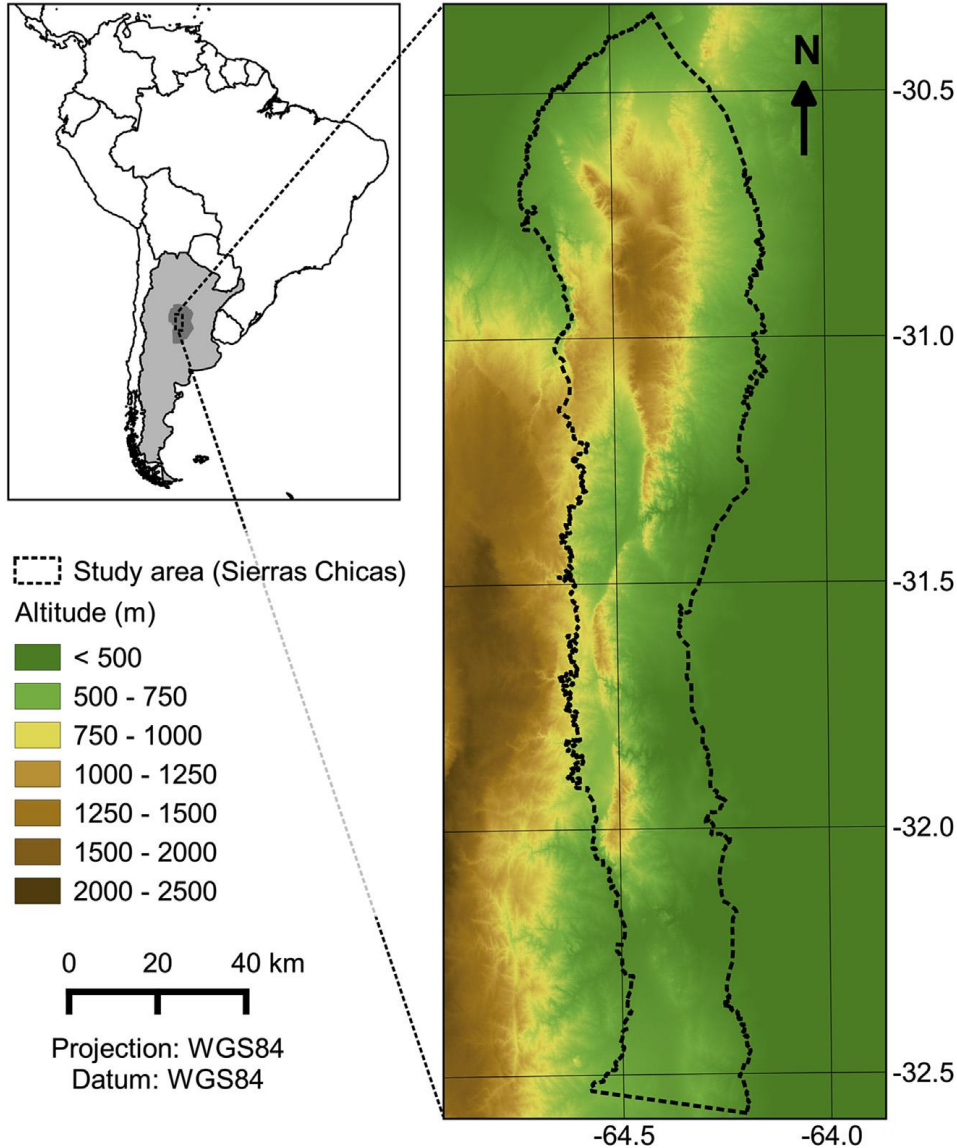 N
-30.5
-31.0
-31.5
-32.0
-32.5
-64.5
-64.0
Study area (Sierras Chicas)
Altitude (m)
< 500
500 - 750
750 - 1000
1000 - 1250
1250 - 1500
1500 - 2000
2000 - 2500
0 20 40 km
Projection: WGS84
Datum: WGS84